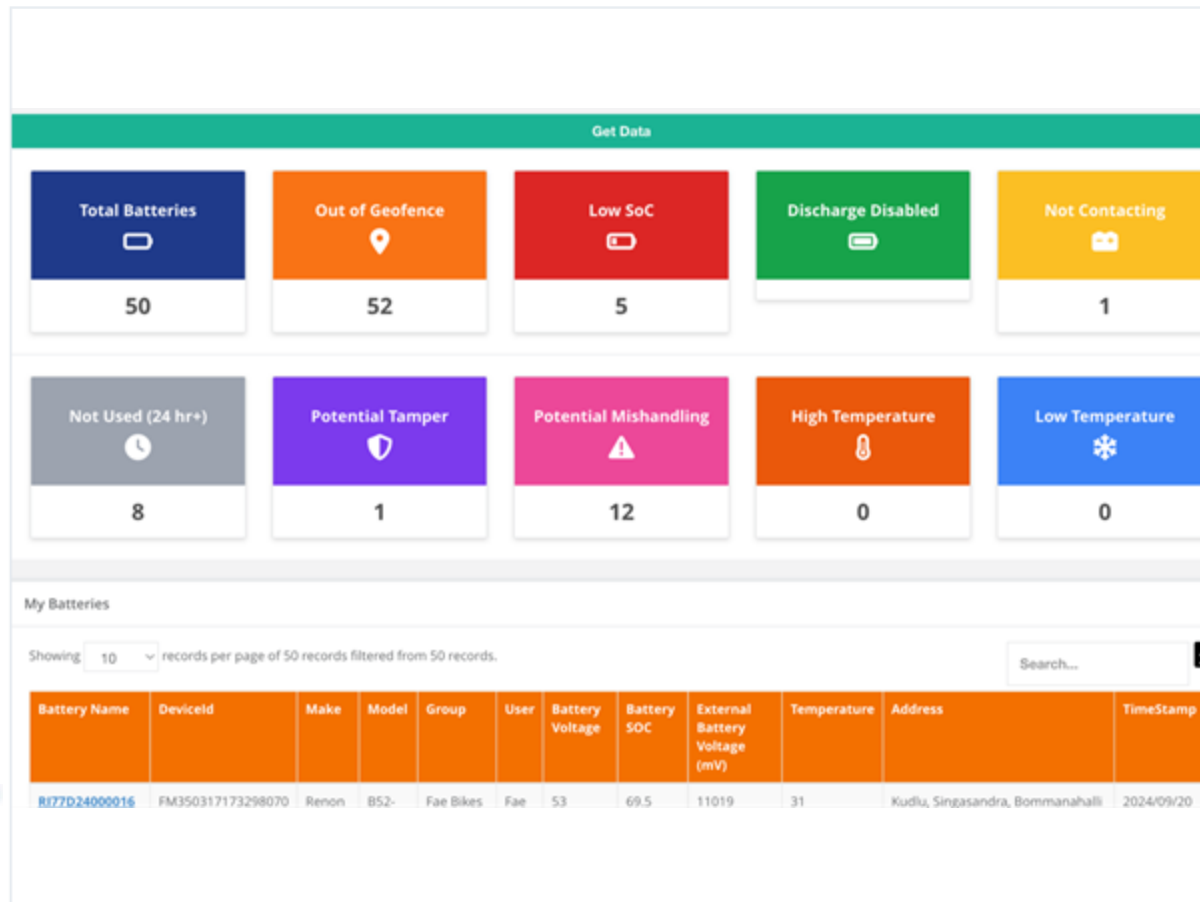 Get Data
Total Batteries
Out of Geofence
Low SoC
Discharge Disabled
Not Contacting
50
52
5
1
Not Used (24 hr+)
Potential Tamper
Potential Mishandling
High Temperature
Low Temperature
8
1
12
0
0
My Batteries
Showing 10 records per page of 50 records filtered from 50 records.
Search...
Battery Name DeviceId Make Model Group User Battery Voltage Battery SOC External Battery Voltage (mV) Temperature Address TimeStamp
RI77D24000016 FM350317173298070 Renon B52- Fae Bikes Fae 53 69.5 11019 31 Kudlu, Singasandra, Bommanahalli 2024/09/20